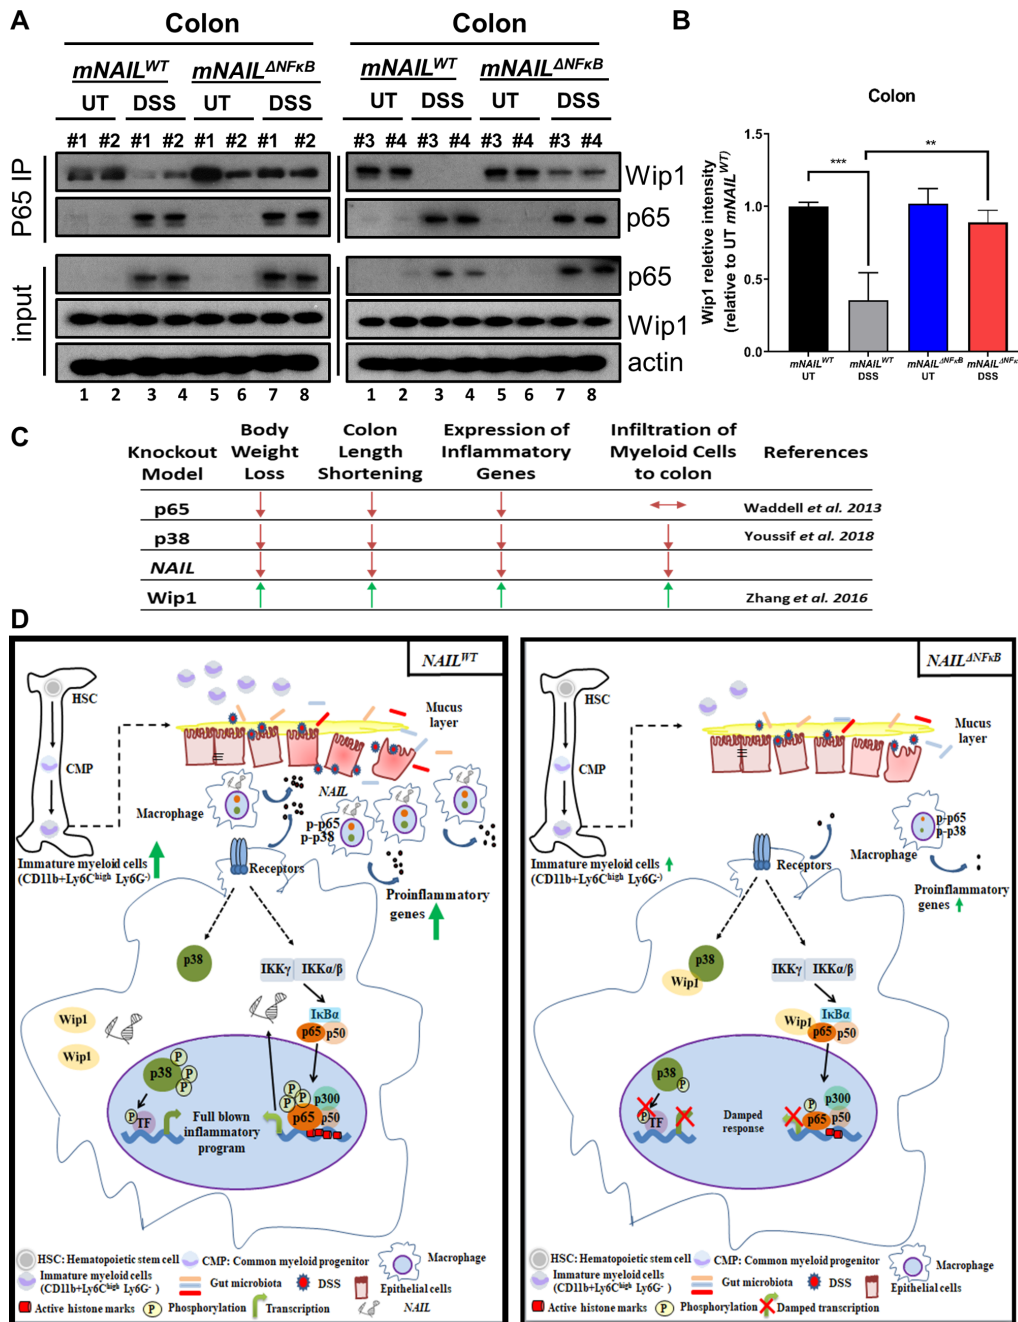 A
Colon
Colon
mNAILWT mNAILΔNFκB
mNAILWT mNAILΔNFκB
UT DSS UT DSS
UT DSS UT DSS
#1 #2 #1 #2 #1 #2 #1 #2
#3 #4 #3 #4 #3 #4 #3 #4
P65 IP
Wip1
p65
input
p65
Wip1
actin
1 2 3 4 5 6 7 8
1 2 3 4 5 6 7 8
B
Colon
Wip1 reletive intensity
(relative to UT mNAILWT)
1.5
1.0
0.5
0.0
***
**
mNAILWT
UT
mNAILWT
DSS
mNAILΔNFκB
UT
mNAILΔNFκ
DSS
C
Knockout
Model
Body
Weight
Loss
Colon
Length
Shortening
Expression of
Inflammatory
Genes
Infiltration of
Myeloid Cells
to colon
References
p65
Waddell et al. 2013
p38
Youssif et al. 2018
NAIL
Wip1
Zhang et al. 2016
D
NAILWT
HSC
CMP
Immature myeloid cells
(CD11b+Ly6Chigh Ly6G-)
Mucus
layer
Macrophage
NAIL
p-p65
p-p38
Receptors
Proinflammatory
genes
p38
IKKγ IKKα/β
Wip1
Wip1
IκBα
p65 p50
p38
P
P
P
P
P
TF
Full blown
inflammatory
program
P
P
P
p300
p65
p50
HSC: Hematopoietic stem cell
CMP: Common myeloid progenitor
Macrophage
Immature myeloid cells
(CD11b+Ly6Chigh Ly6G-)
Gut microbiota
DSS
Epithelial cells
Active histone marks
P
Phosphorylation
Transcription
NAIL
NAILΔNFκB
HSC
CMP
Immature myeloid cells
(CD11b+Ly6Chigh Ly6G-)
Mucus
layer
p-p65
p-p38
Macrophage
Receptors
Proinflammatory
genes
p38
Wip1
IKKγ IKKα/β
Wip1
IκBα
p65 p50
p38
P
P
TF
Damped
response
P
p300
p65
p50
HSC: Hematopoietic stem cell
CMP: Common myeloid progenitor
Macrophage
Immature myeloid cells
(CD11b+Ly6Chigh Ly6G-)
Gut microbiota
DSS
Epithelial cells
Active histone marks
P
Phosphorylation
Damped transcription